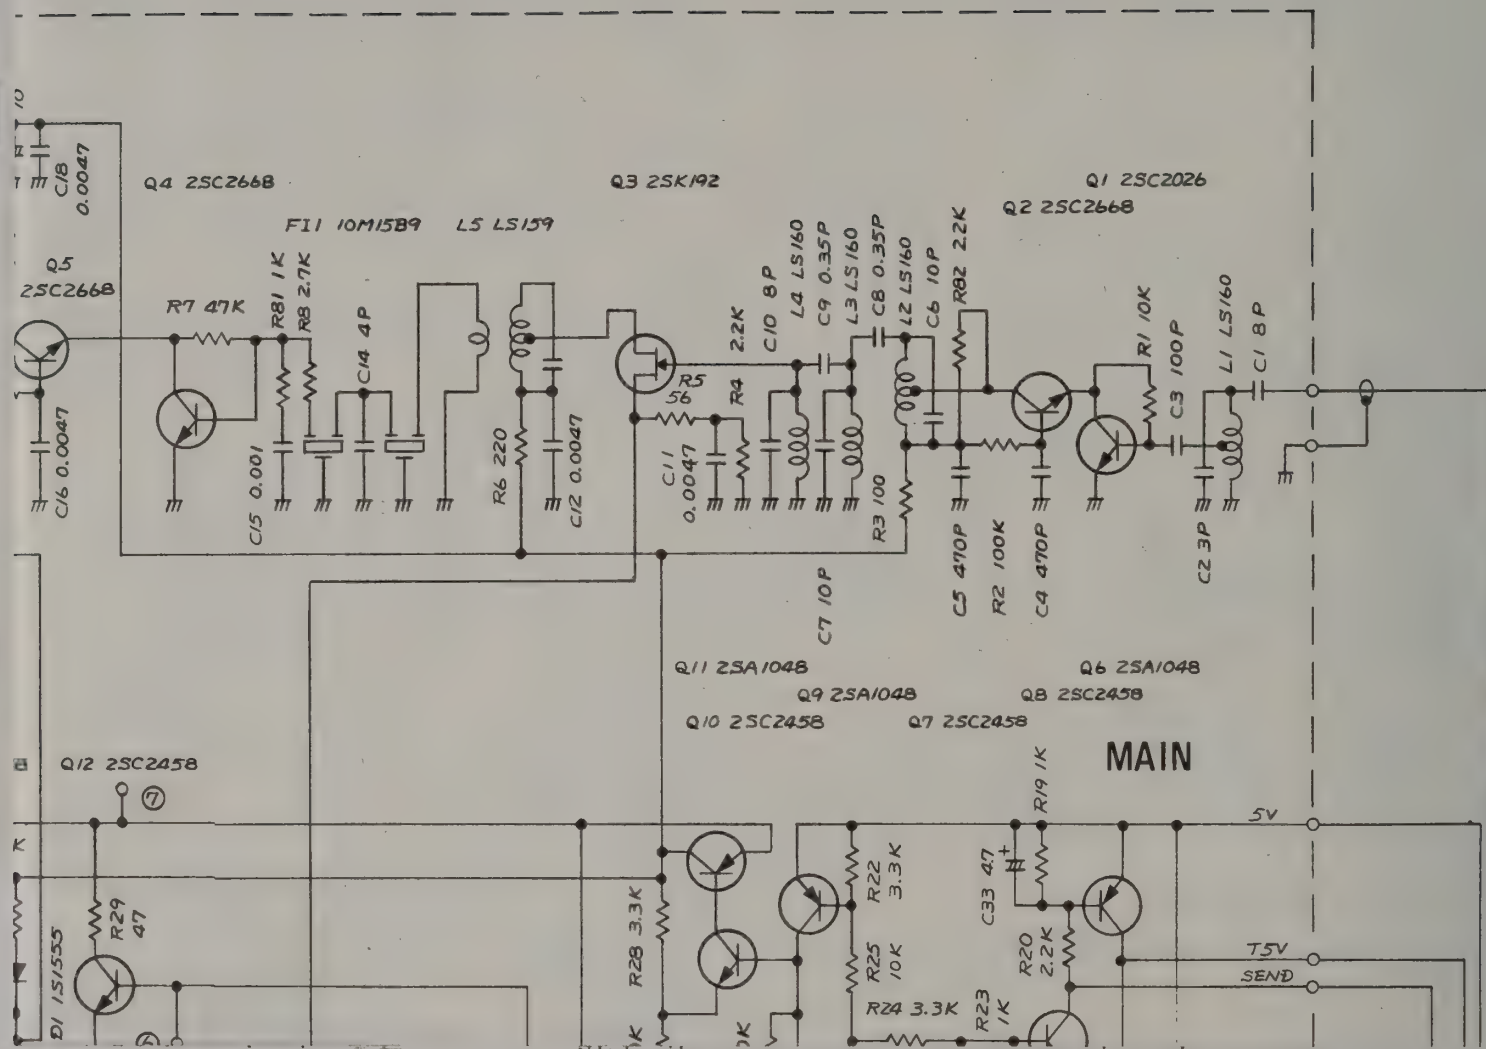 10
C18
0.0047
Q4 2SC2668
Q3 2SK192
Q1 2SC2026
Q2 2SC2668
FI1 10M15B9
L5 LS159
Q5
2SC2668
R7 47K
R81 1K
R8 2.7K
C14 4P
2.2K
R4
C10 8P
L4 LS160
C9 0.35P
L3 LS160
C8 0.35P
L2 LS160
C6 10P
R82 22K
R1 10K
C3 100P
L1 LS160
C1 8P
R5
56
C16 0.0047
C15 0.001
R6 220
C12 0.0047
C11
0.0047
R3 100
C7 10P
C5 470P
R2 100K
C4 470P
C2 3P
Q11 2SA1048
Q6 2SA1048
Q9 2SA1048
Q8 2SC2458
Q10 2SC2458
Q7 2SC2458
MAIN
Q12 2SC2458
7
K
R19 1K
5V
R22
3.3K
C33 47
+
R29
47
R28 3.3K
R25
10K
R20
2.2K
T5V
SEND
D1 1S1555
R24 3.3K
R23
1K